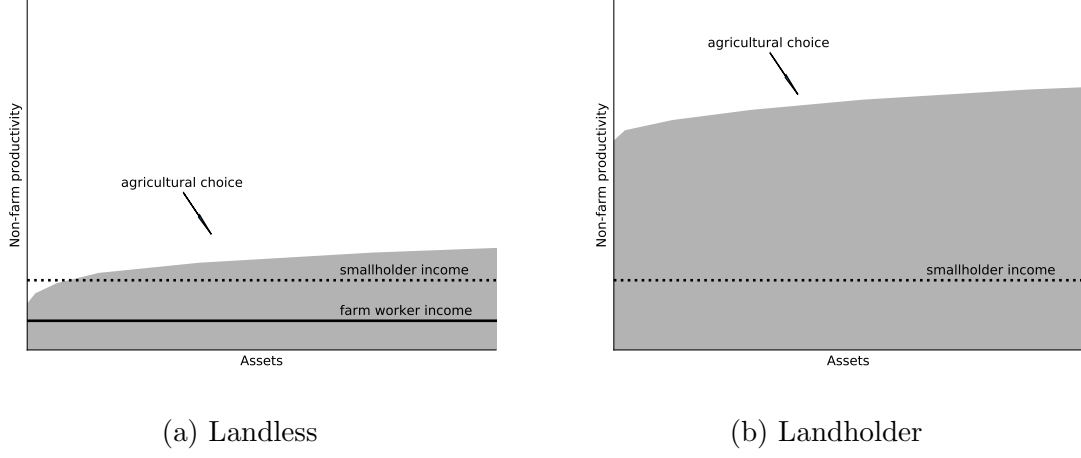 Non-farm productivity
agricultural choice
smallholder income
farm worker income
Assets
(a) Landless
Non-farm productivity
agricultural choice
smallholder income
Assets
(b) Landholder